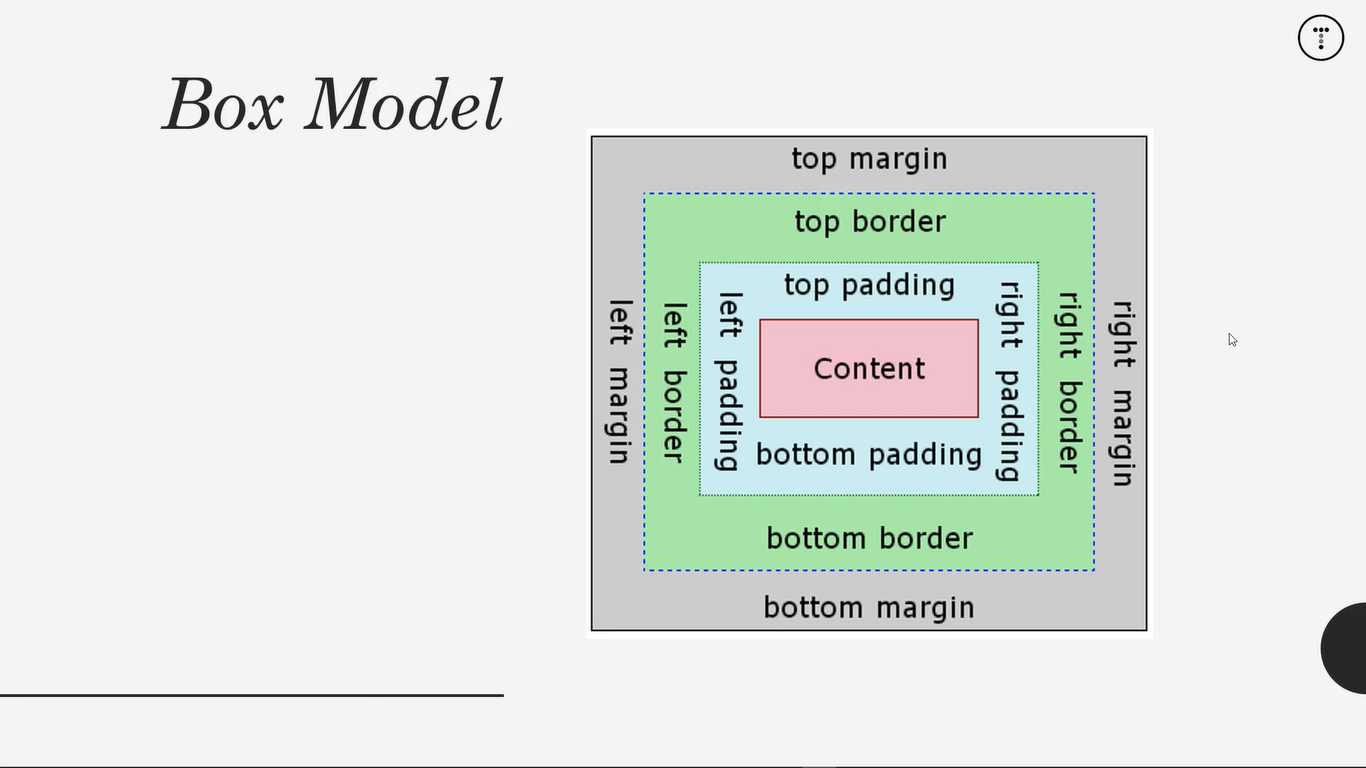 Box Model
top margin
top border
top padding
left margin
left border
left padding
Content
right padding
right border
right margin
bottom padding
bottom border
bottom margin